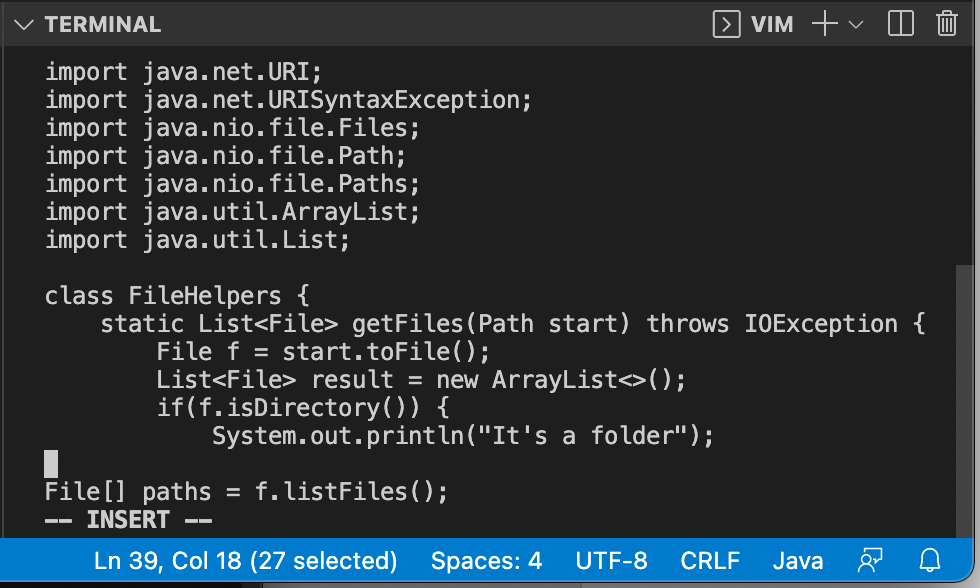 TERMINAL VIM
import java.net.URI;
import java.net.URISyntaxException;
import java.nio.file.Files;
import java.nio.file.Path;
import java.nio.file.Paths;
import java.util.ArrayList;
import java.util.List;
class FileHelpers {
    static List<File> getFiles(Path start) throws IOException {
        File f = start.toFile();
        List<File> result = new ArrayList<>();
        if(f.isDirectory()) {
            System.out.println("It's a folder");
File[] paths = f.listFiles();
-- INSERT --
Ln 39, Col 18 (27 selected) Spaces: 4 UTF-8 CRLF Java